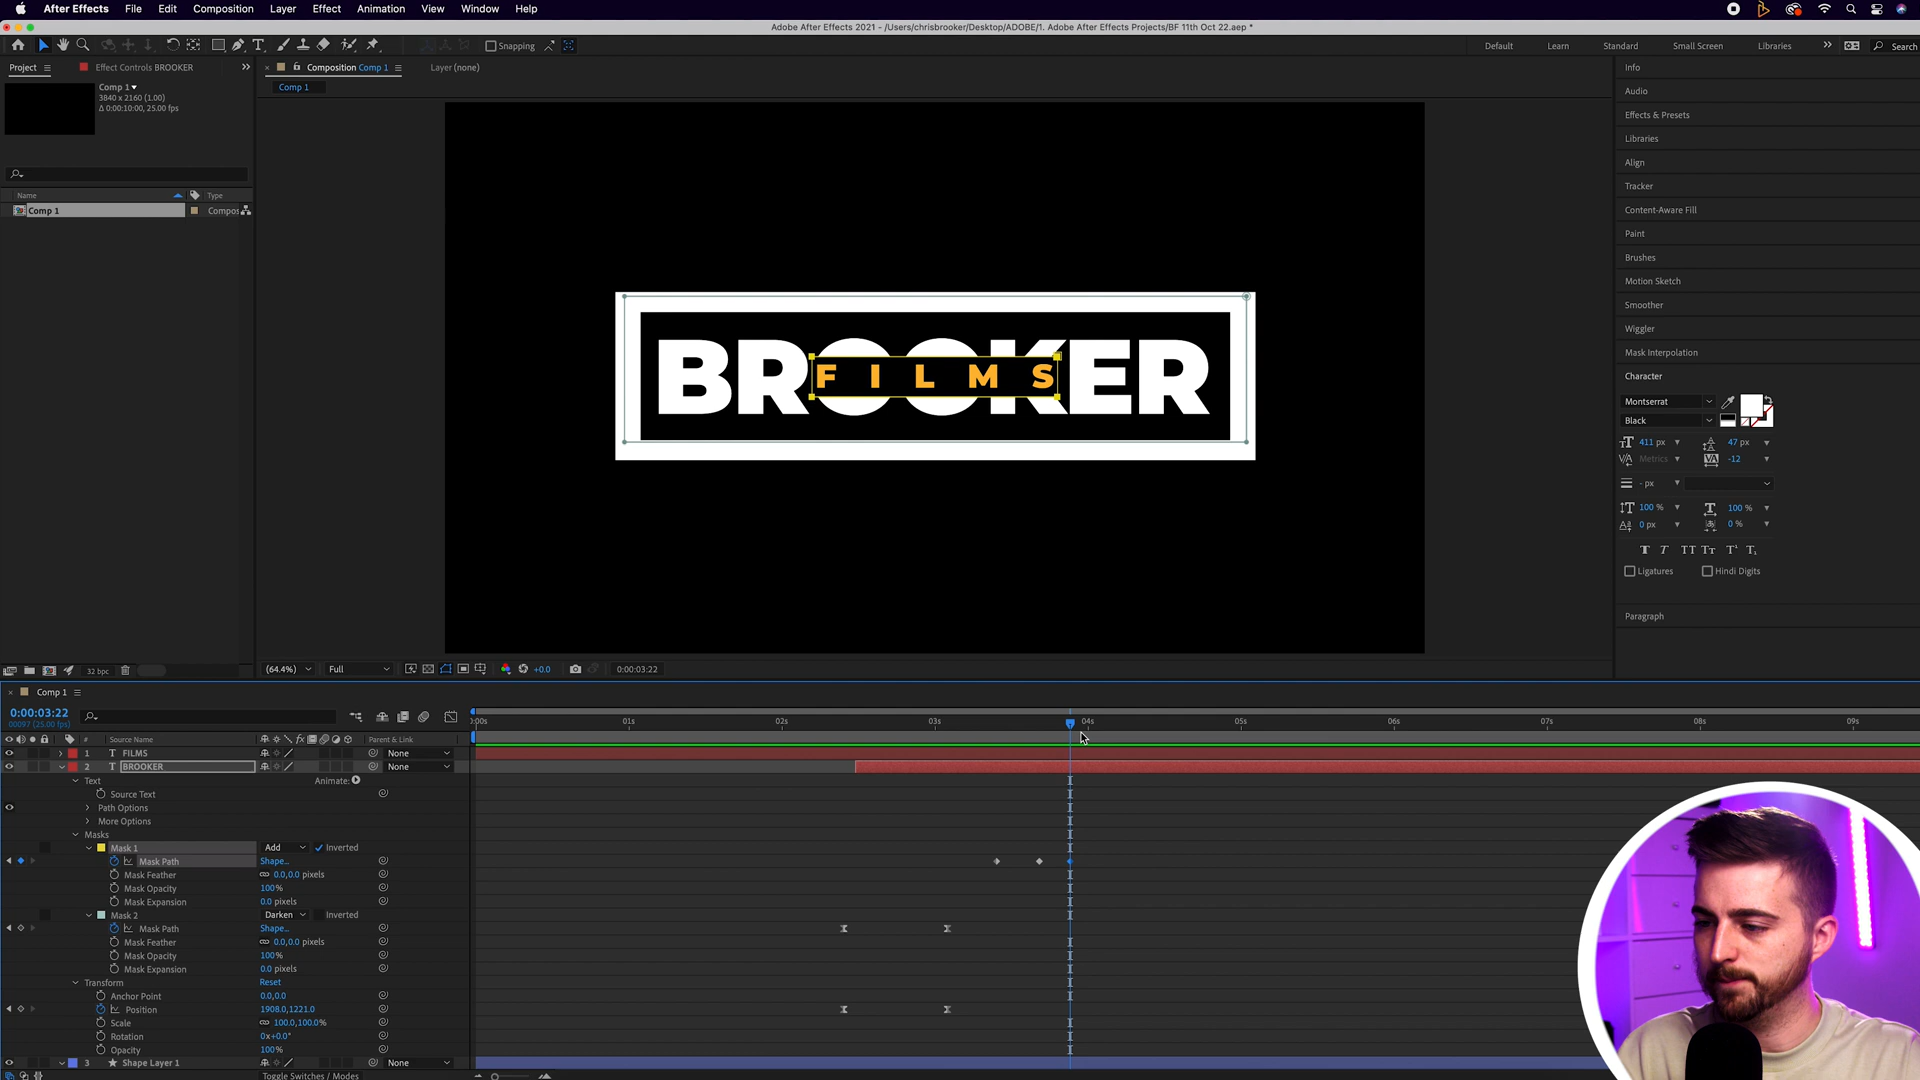 After Effects File Edit Composition Layer Effect Animation View Window Help
Adobe After Effects 2021 - /Users/chrisbrooker/Desktop/ADOBE/1. Adobe After Effects Projects/BF 11th Oct 22.aep *
Snapping Default Learn Standard Small Screen Libraries Search
Project Effect Controls BROOKER Composition Comp 1 Layer (none)
Comp 1
3840 x 2160 (1.00)
Δ 0:00:10:00, 25.00 fps
Comp 1
Name Type
Comp 1 Compos
BROOKER
FILMS
Info
Audio
Effects & Presets
Libraries
Align
Tracker
Content-Aware Fill
Paint
Brushes
Motion Sketch
Smoother
Wiggler
Mask Interpolation
Character
Montserrat
Black
411 px 47 px
Metrics -12
- px
100 % 100 %
0 px 0 %
Ligatures Hindi Digits
Paragraph
32 bpc (64.4%) Full +0.0 0:00:03:22
Comp 1
0:00:03:22
00097 (25.00 fps)
:00s 01s 02s 03s 04s 05s 06s 07s 08s 09s
# Source Name Parent & Link
1 T FILMS None
2 T BROOKER None
Text Animate:
Source Text
Path Options
More Options
Masks
Mask 1 Add Inverted
Mask Path Shape...
Mask Feather 0.0,0.0 pixels
Mask Opacity 100%
Mask Expansion 0.0 pixels
Mask 2 Darken Inverted
Mask Path Shape...
Mask Feather 0.0,0.0 pixels
Mask Opacity 100%
Mask Expansion 0.0 pixels
Transform Reset
Anchor Point 0.0,0.0
Position 1908.0,1221.0
Scale 100.0,100.0%
Rotation 0x+0.0°
Opacity 100%
3 Shape Layer 1 None
Toggle Switches / Modes